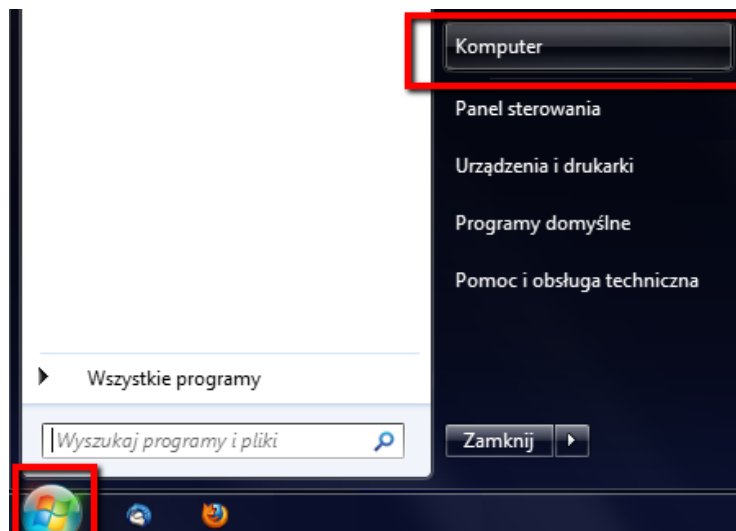 Komputer
Panel sterowania
Urządzenia i drukarki
Programy domyślne
Pomoc i obsługa techniczna
Wszystkie programy
Wyszukaj programy i pliki
Zamknij